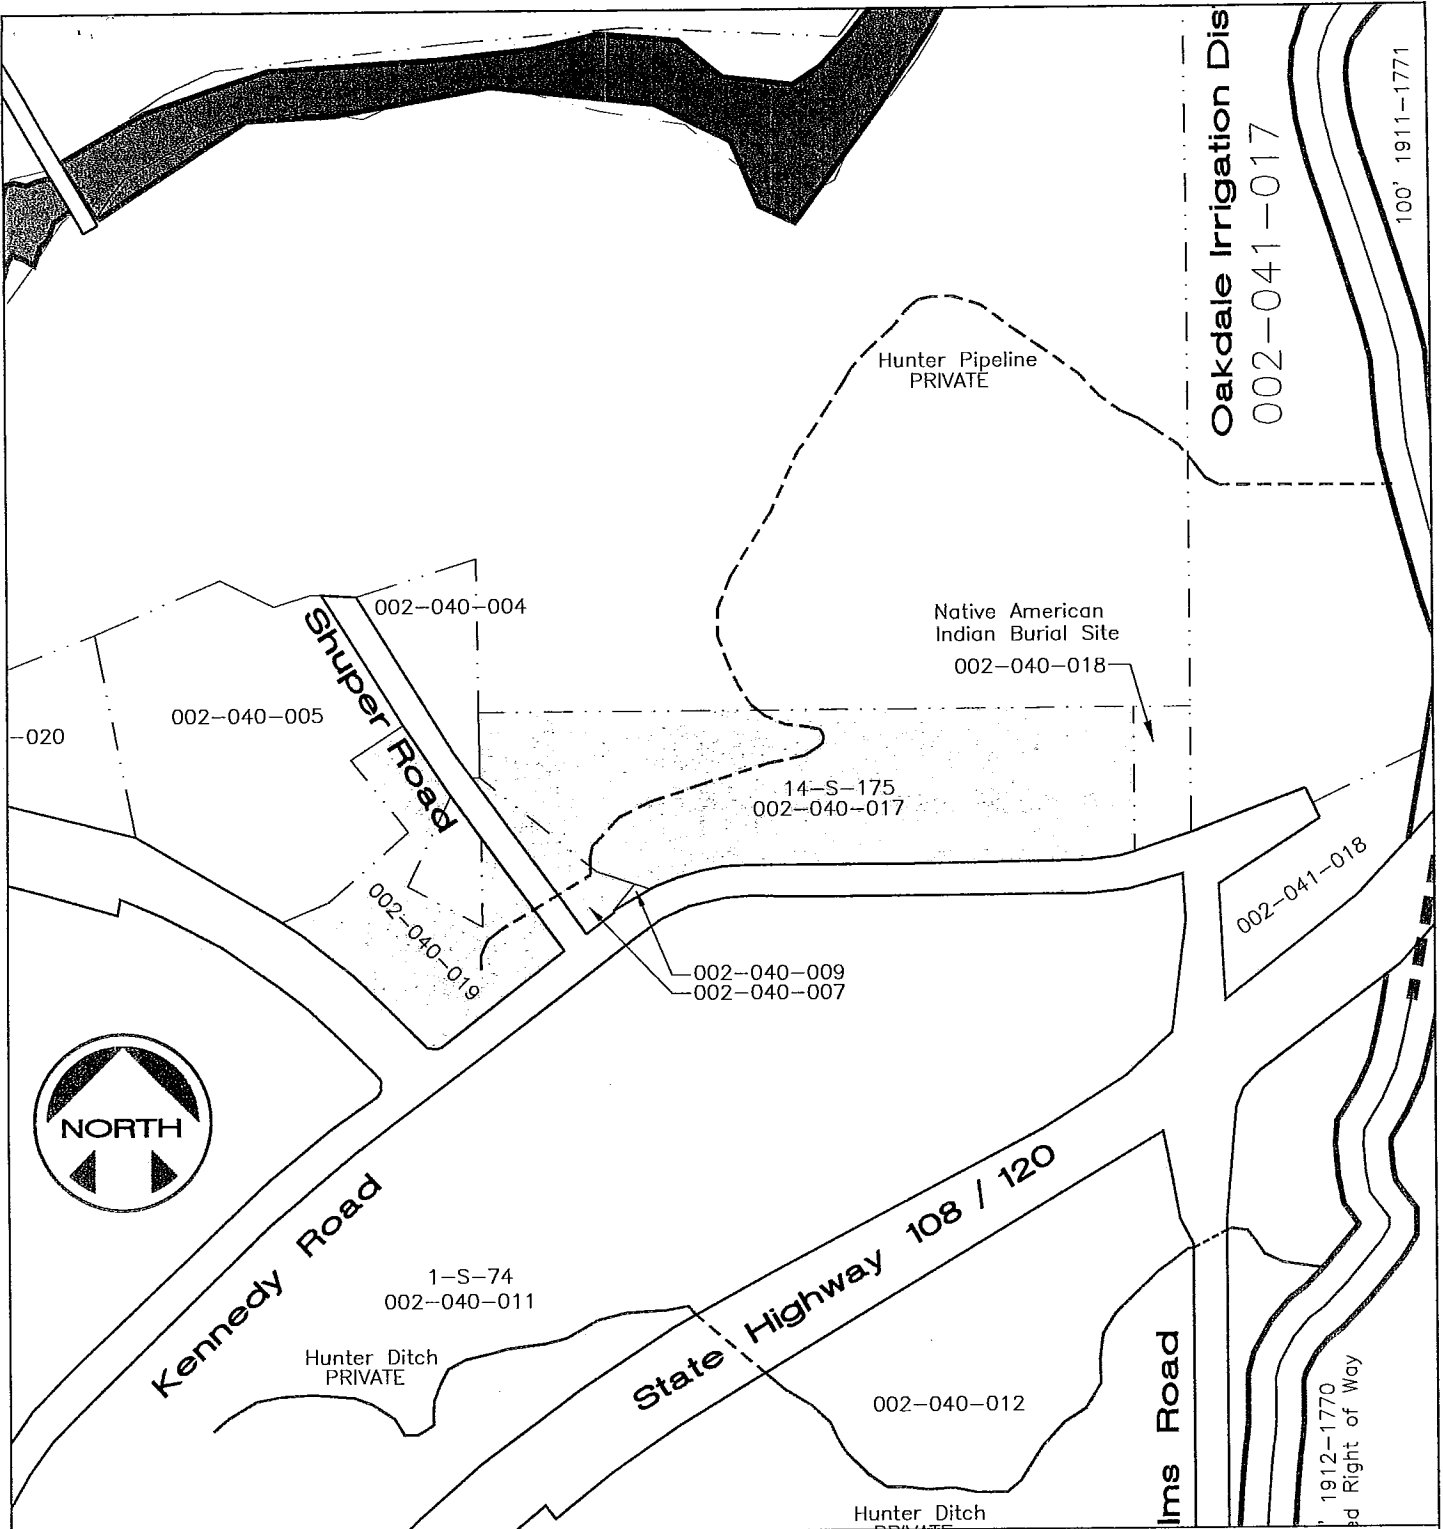 Oakdale Irrigation Dis
002-041-017
100' 1911-1771
Hunter Pipeline
PRIVATE
002-040-004
Shuper Road
Native American
Indian Burial Site
002-040-018
002-040-005
-020
14-S-175
002-040-017
002-041-018
002-040-019
002-040-009
002-040-007
NORTH
Kennedy Road
State Highway 108 / 120
1-S-74
002-040-011
Hunter Ditch
PRIVATE
002-040-012
lms Road
' 1912-1770
ed Right of Way
Hunter Ditch
PRIVATE